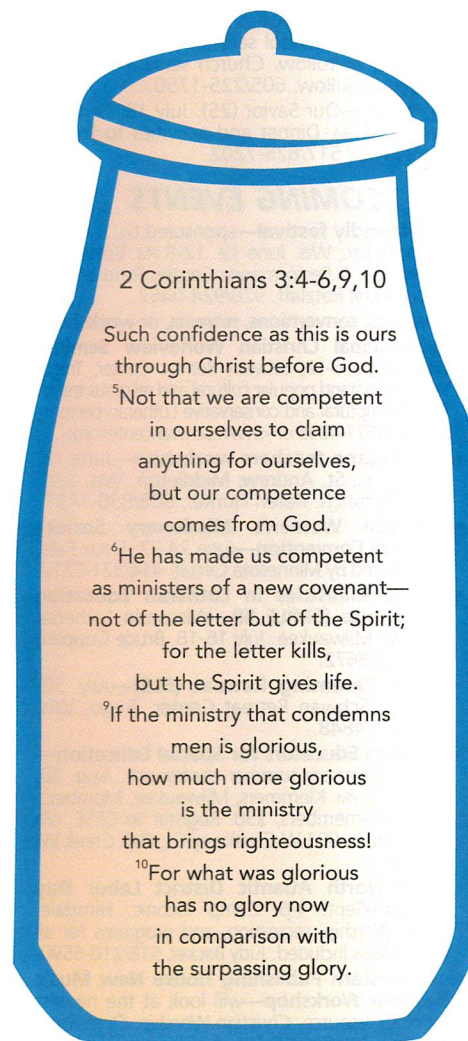 2 Corinthians 3:4-6,9,10
Such confidence as this is ours
through Christ before God.
⁵Not that we are competent
in ourselves to claim
anything for ourselves,
but our competence
comes from God.
⁶He has made us competent
as ministers of a new covenant—
not of the letter but of the Spirit;
for the letter kills,
but the Spirit gives life.
⁹If the ministry that condemns
men is glorious,
how much more glorious
is the ministry
that brings righteousness!
¹⁰For what was glorious
has no glory now
in comparison with
the surpassing glory.